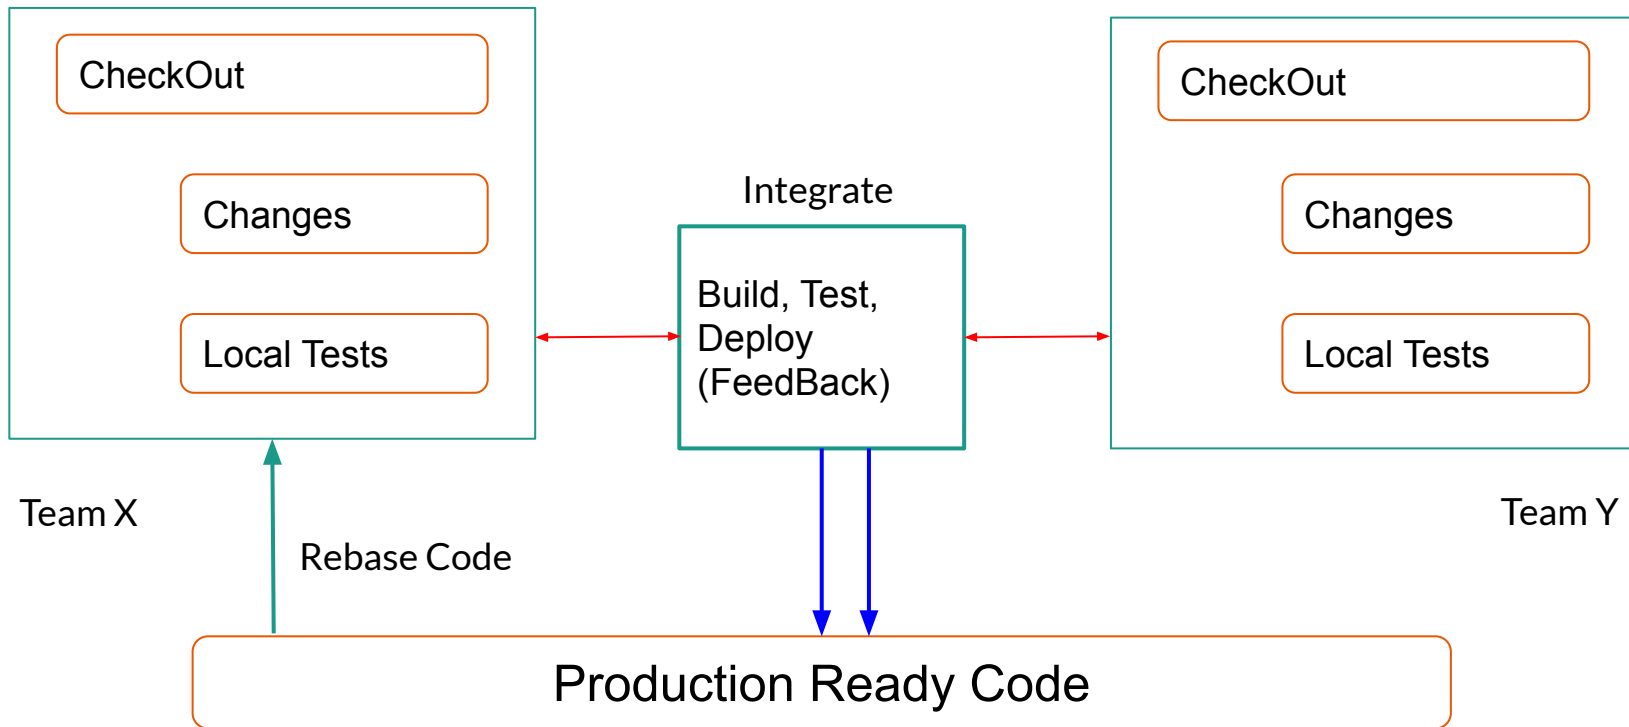 CheckOut
Changes
Local Tests
Team X
Rebase Code
Integrate
Build, Test,
Deploy
(FeedBack)
CheckOut
Changes
Local Tests
Team Y
Production Ready Code